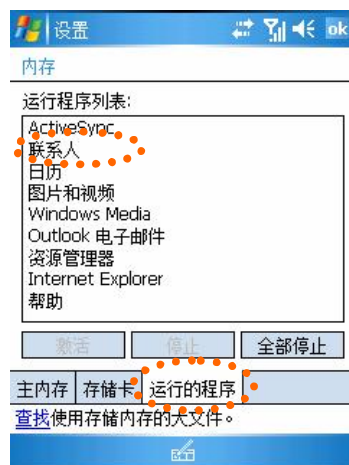 设置
ok
内存
运行程序列表:
ActiveSync
联系人
日历
图片和视频
Windows Media
Outlook 电子邮件
资源管理器
Internet Explorer
帮助
激活 停止 全部停止
主内存 存储卡 运行的程序
查找使用存储内存的大文件。